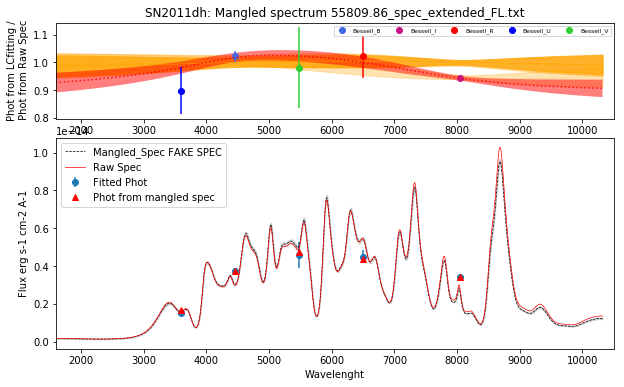 SN2011dh: Mangled spectrum 55809.86_spec_extended_FL.txt
Phot from LCfitting /
Phot from Raw Spec
1.1
1.0
0.9
0.8
Bessell_B
Bessell_I
Bessell_R
Bessell_U
Bessell_V
2000 3000 4000 5000 6000 7000 8000 9000 10000
1e−14
Flux erg s-1 cm-2 A-1
1.0
0.8
0.6
0.4
0.2
0.0
Mangled_Spec FAKE SPEC
Raw Spec
Fitted Phot
Phot from mangled spec
2000 3000 4000 5000 6000 7000 8000 9000 10000
Wavelenght